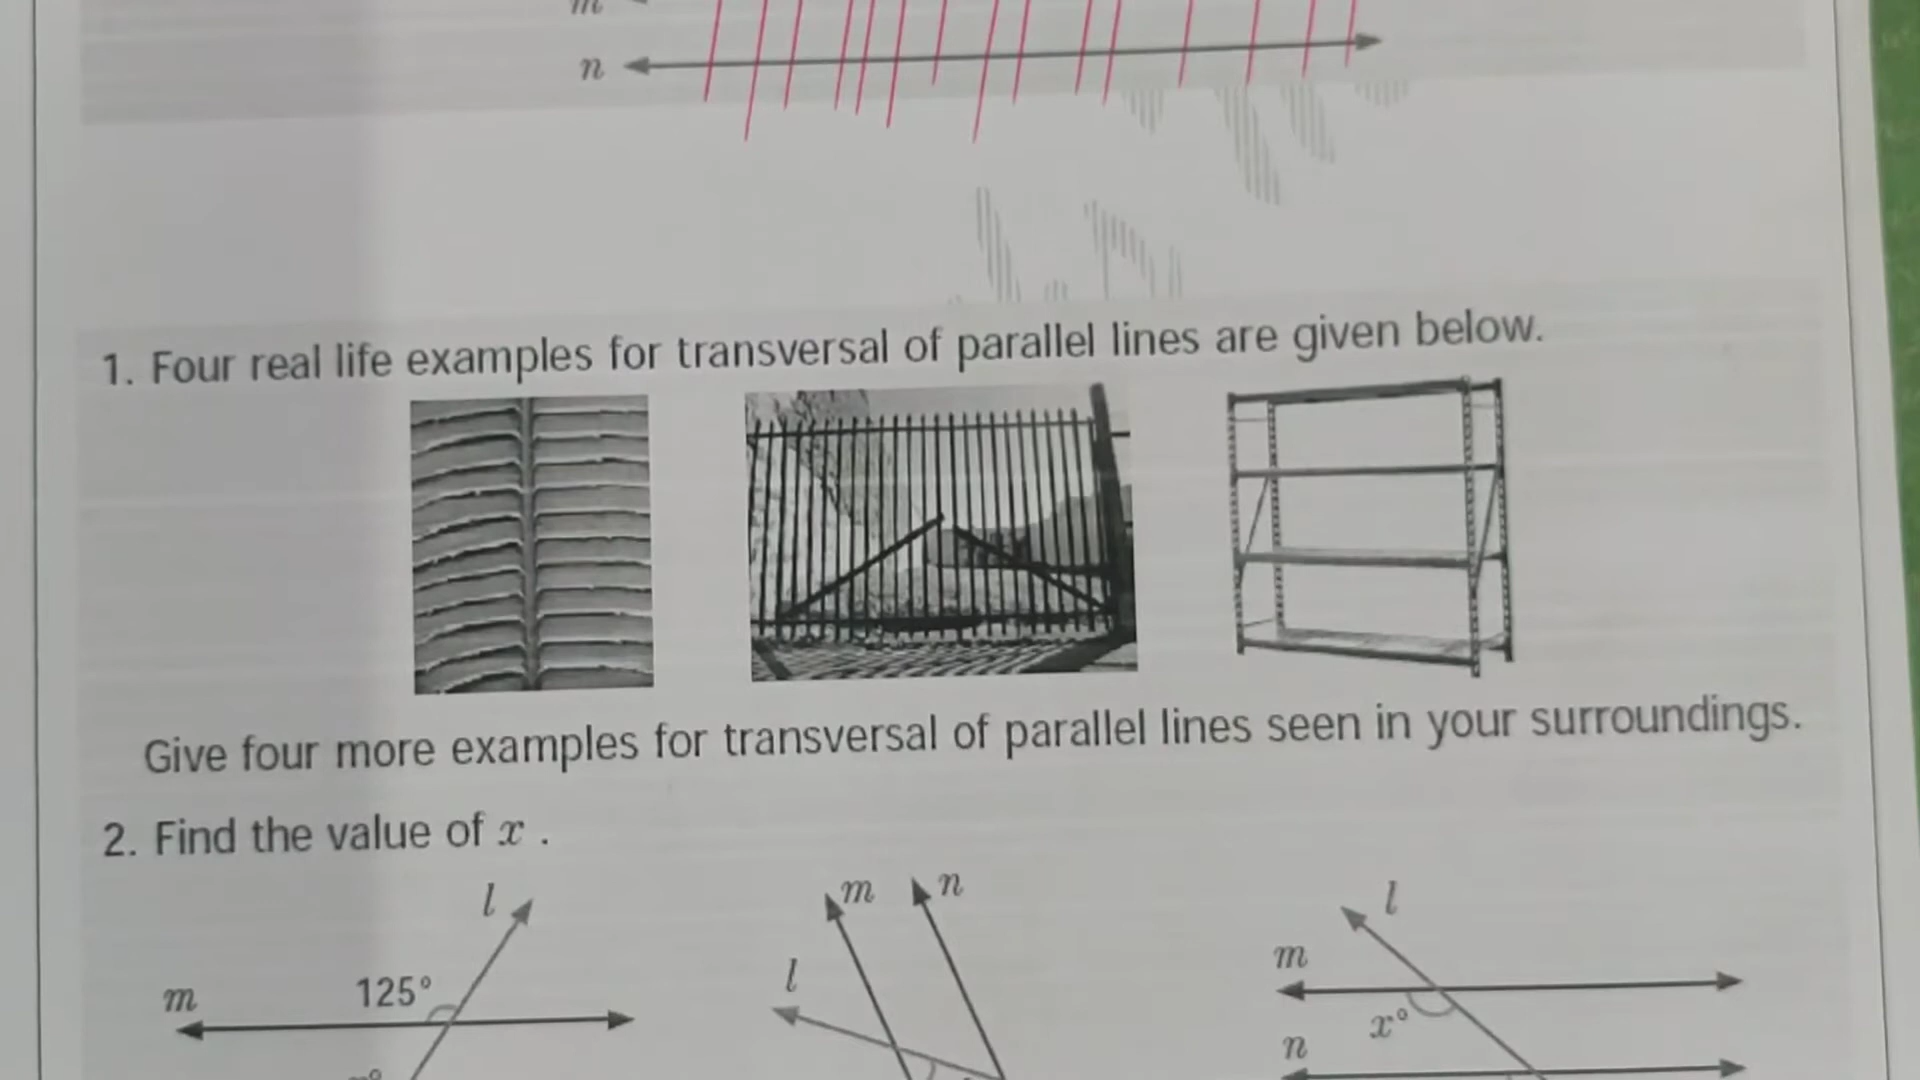 m
n
1. Four real life examples for transversal of parallel lines are given below.
Give four more examples for transversal of parallel lines seen in your surroundings.
2. Find the value of x .
l
m
125°
m
n
l
l
m
x°
n